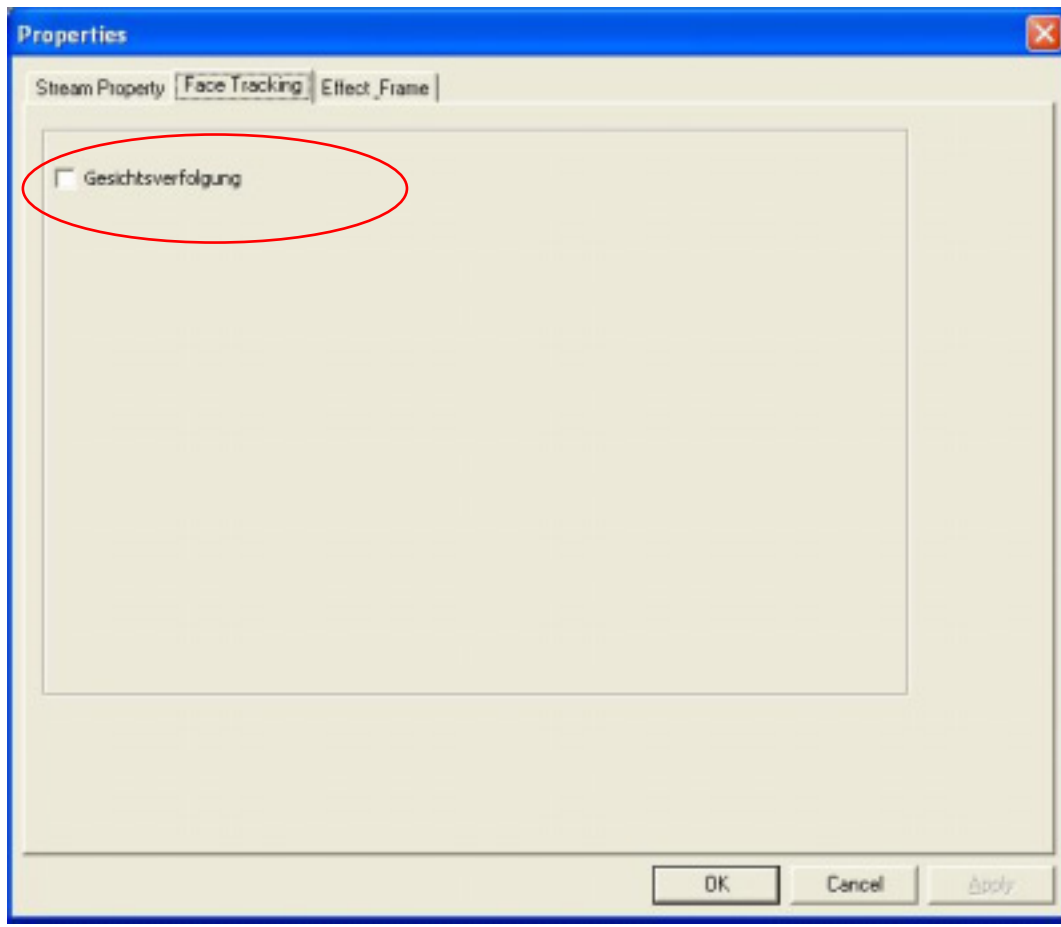 Properties
Stream Property Face Tracking Effect_Frame
Gesichtsverfolgung
OK Cancel Apply